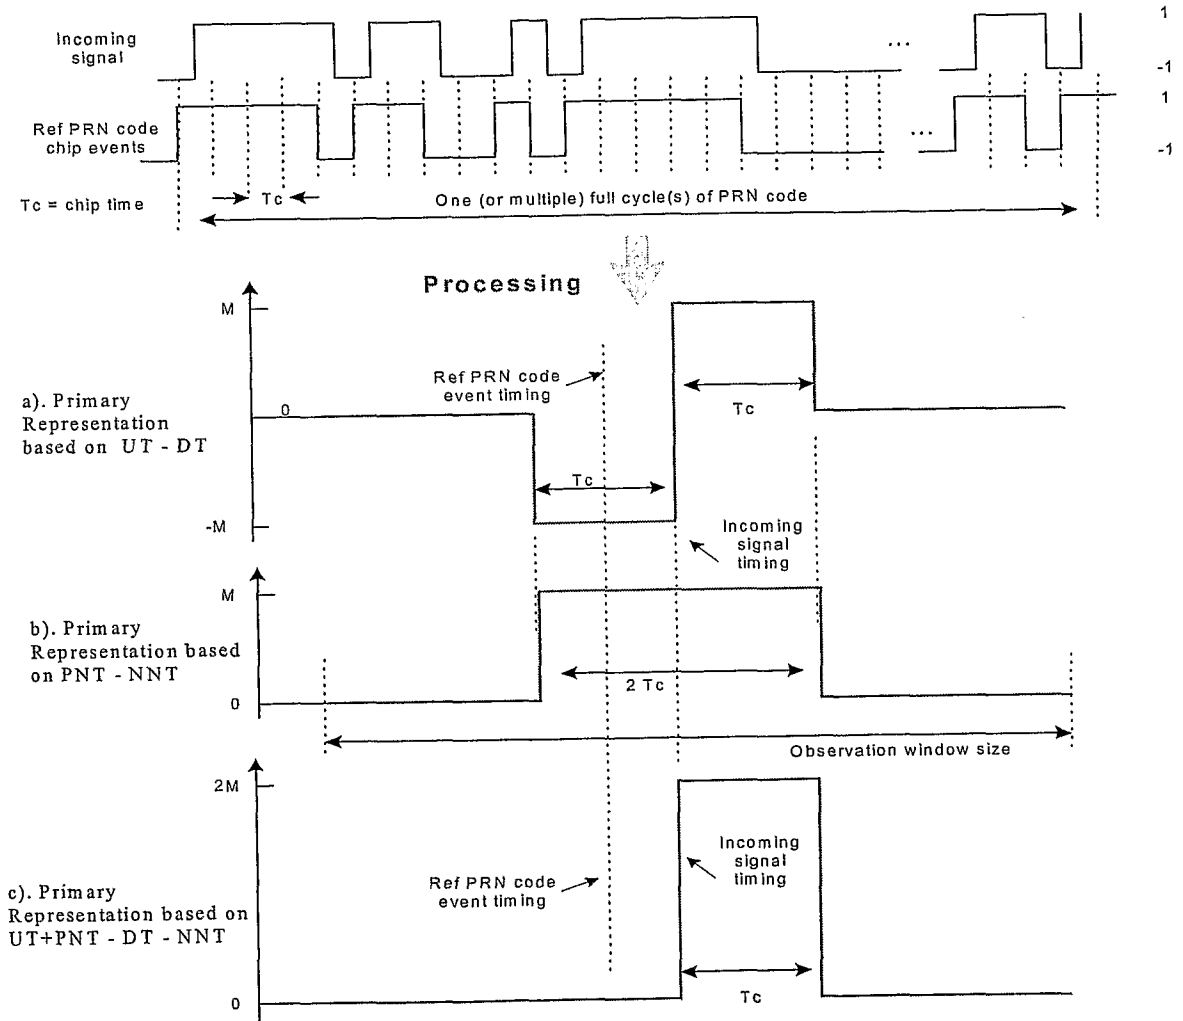 1
Incoming
signal
...
-1
1
Ref PRN code
chip events
...
-1
Tc = chip time
Tc
One (or multiple) full cycle(s) of PRN code
Processing
M
Ref PRN code
event timing
a). Primary
Representation
based on UT - DT
0
Tc
Tc
-M
Incoming
signal
timing
M
b). Primary
Representation based
on PNT - NNT
2 Tc
0
Observation window size
2M
Incoming
signal
timing
Ref PRN code
event timing
c). Primary
Representation based on
UT+PNT - DT - NNT
Tc
0